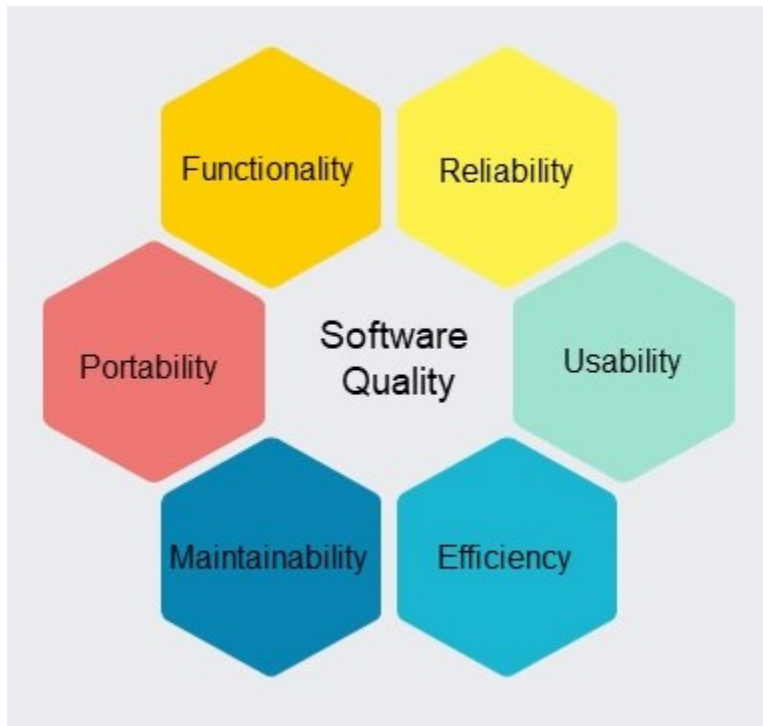 Functionality
Reliability
Portability
Software
Quality
Usability
Maintainability
Efficiency